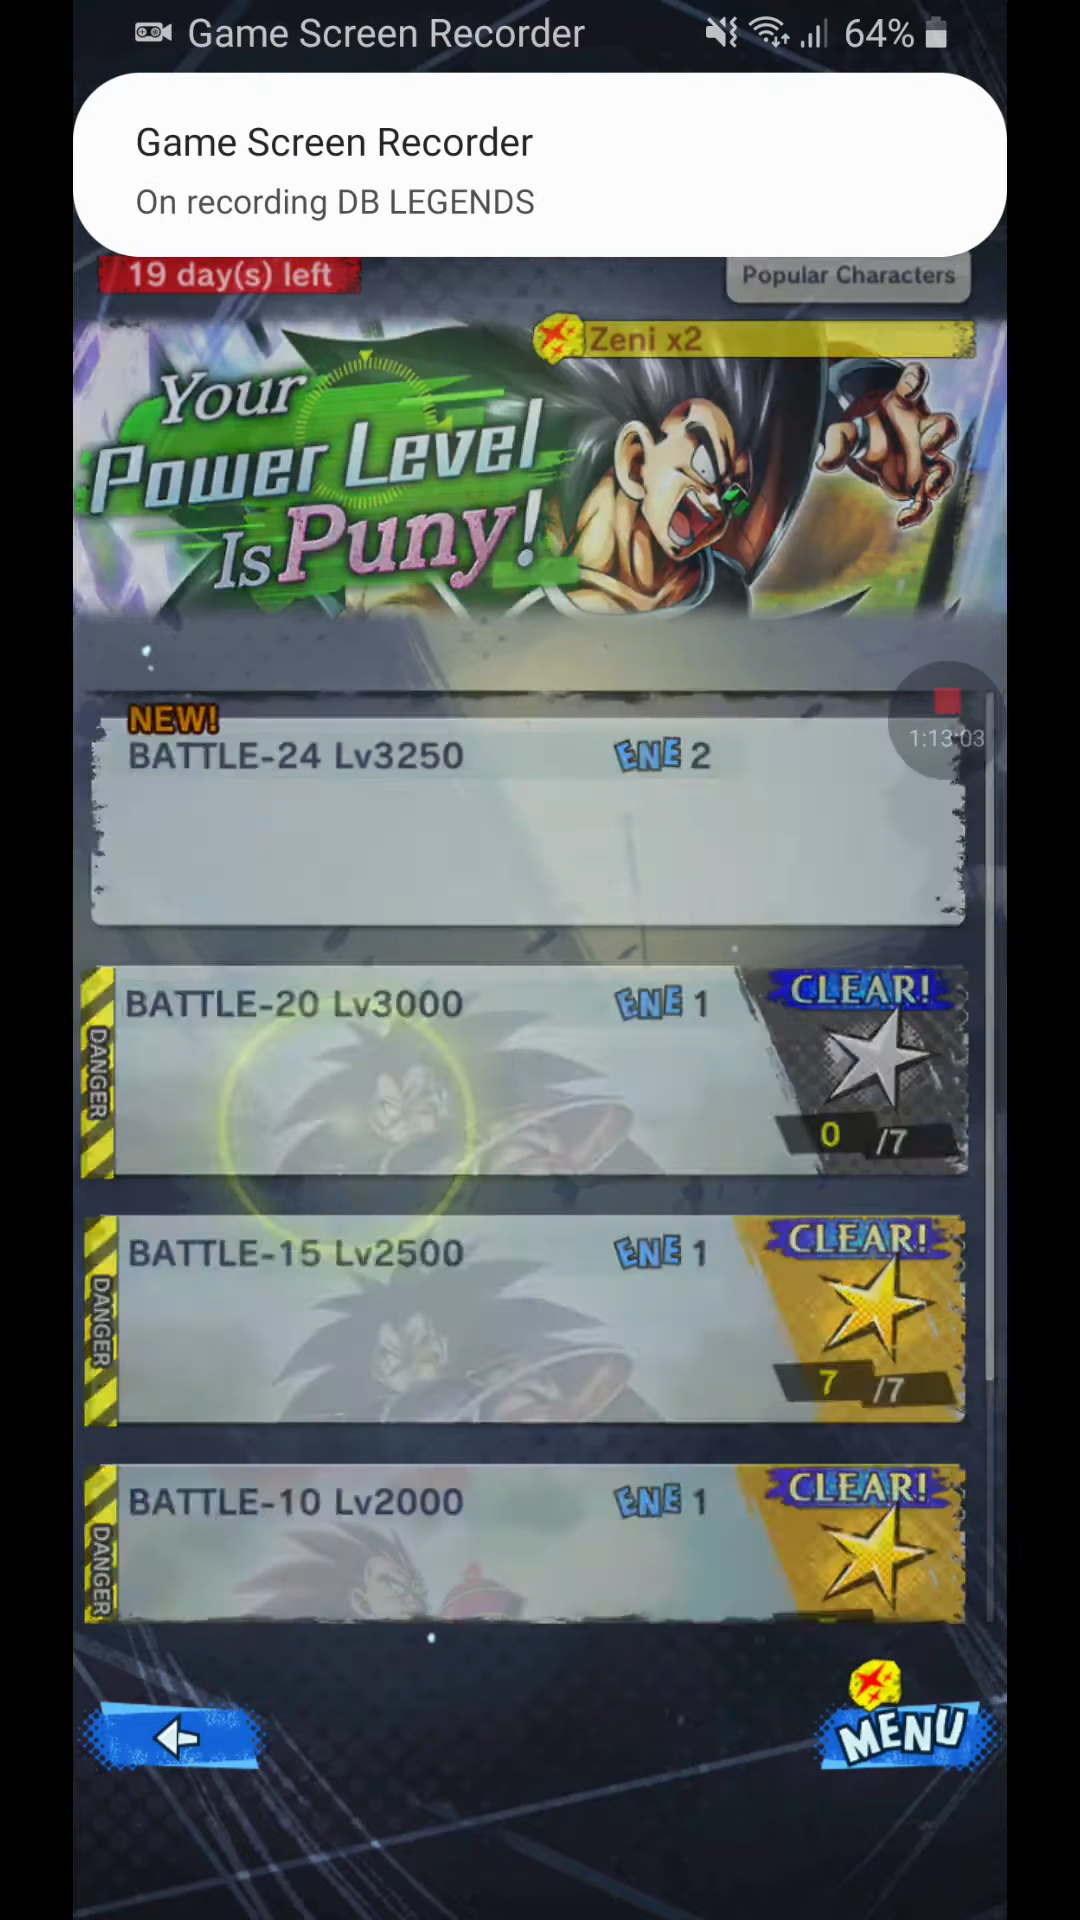 Game Screen Recorder
64%
Game Screen Recorder
On recording DB LEGENDS
19 day(s) left
Popular Characters
Zeni x2
Your
Power Level
Is Puny!
NEW!
BATTLE-24 Lv3250
ENE 2
1:13:03
DANGER
BATTLE-20 Lv3000
ENE 1
CLEAR!
0 /7
DANGER
BATTLE-15 Lv2500
ENE 1
CLEAR!
7 /7
DANGER
BATTLE-10 Lv2000
ENE 1
CLEAR!
MENU